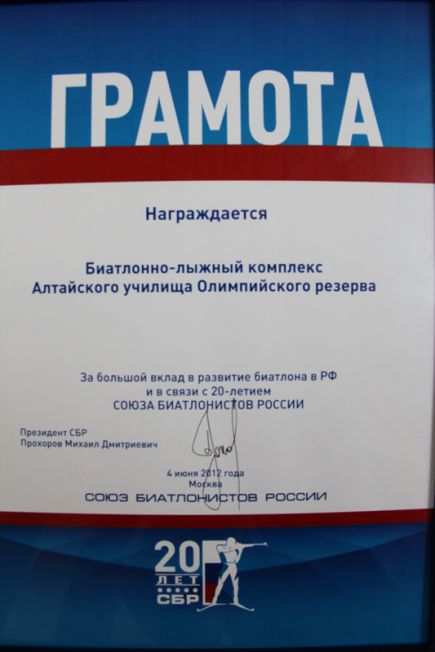 ГРАМОТА
Награждается
Биатлонно-лыжный комплекс
Алтайского училища Олимпийского резерва
За большой вклад в развитие биатлона в РФ
и в связи с 20-летием
СОЮЗА БИАТЛОНИСТОВ РОССИИ
Президент СБР
Прохоров Михаил Дмитриевич
4 июня 2012 года
Москва
СОЮЗ БИАТЛОНИСТОВ РОССИИ
20
ЛЕТ
СБР